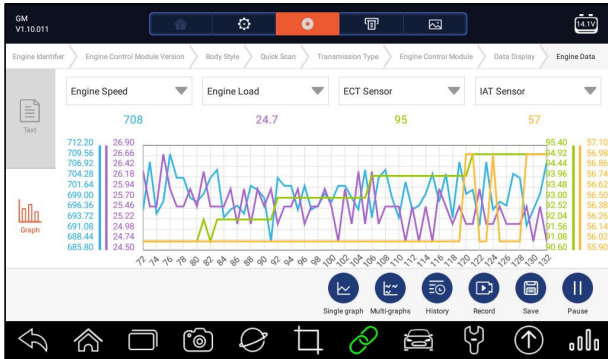 GM
V1.10.011
14.1V
Engine Identifier
Engine Control Module Version
Body Style
Quick Scan
Transmission Type
Engine Control Module
Data Display
Engine Data
Text
Graph
Engine Speed
Engine Load
ECT Sensor
IAT Sensor
708
24.7
95
57
712.20 26.90 95.40 57.10
709.56 26.66 94.92 56.98
706.92 26.42 94.44 56.86
704.28 26.18 93.96 56.74
701.64 25.94 93.48 56.62
699.00 25.70 93.00 56.50
696.36 25.46 92.52 56.38
693.72 25.22 92.04 56.26
691.08 24.98 91.56 56.14
688.44 24.74 91.08 56.02
685.80 24.50 90.60 55.90
72 74 76 78 80 82 84 86 88 90 92 94 96 98 100 102 104 106 108 110 112 114 116 118 120 122 124 126 128 130 132
Single graph
Multi-graphs
History
Record
Save
Pause